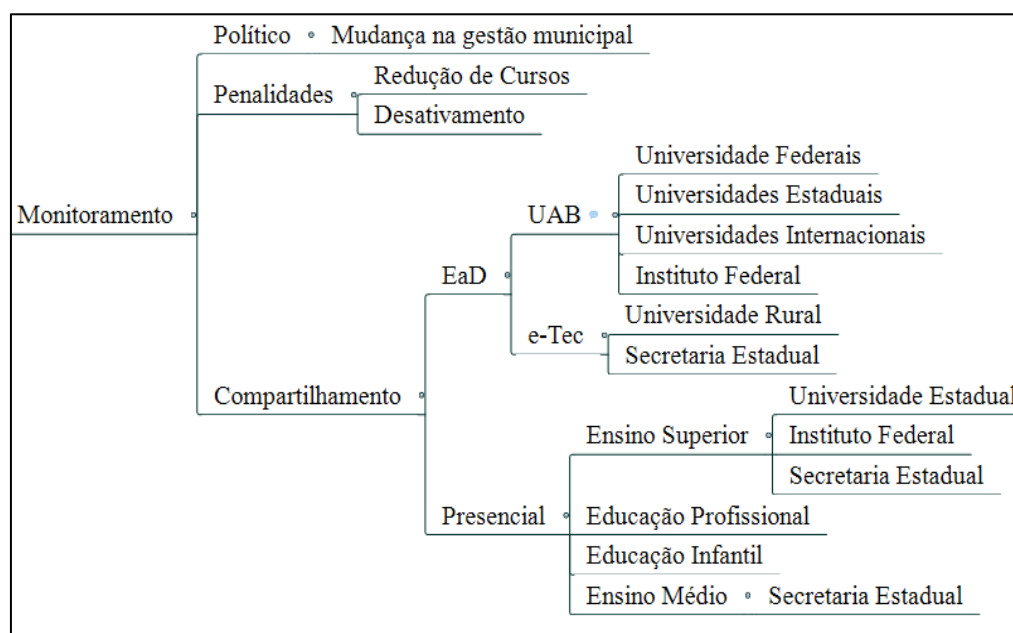 Político
Mudança na gestão municipal
Penalidades
Redução de Cursos
Desativamento
Monitoramento
UAB
Universidade Federais
Universidades Estaduais
Universidades Internacionais
Instituto Federal
EaD
e-Tec
Universidade Rural
Secretaria Estadual
Compartilhamento
Ensino Superior
Universidade Estadual
Instituto Federal
Secretaria Estadual
Presencial
Educação Profissional
Educação Infantil
Ensino Médio
Secretaria Estadual